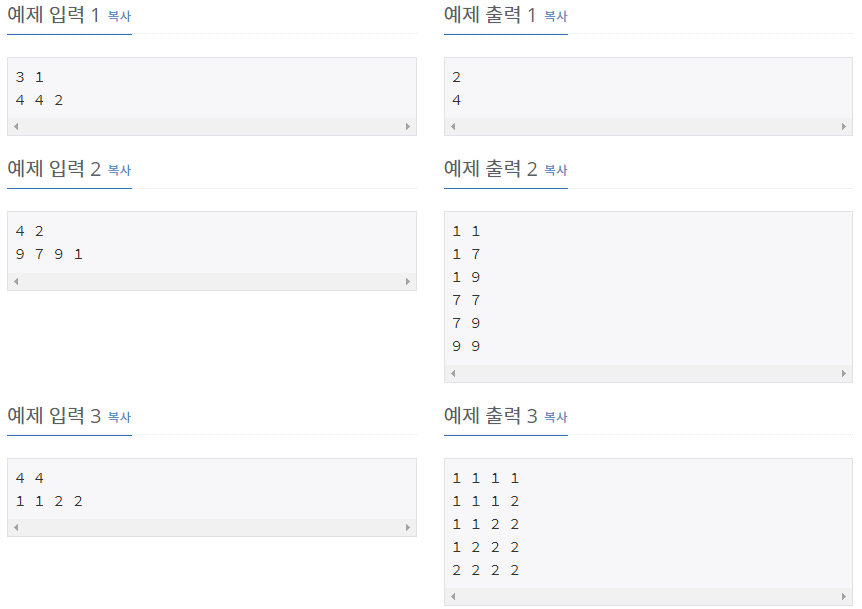 예제 입력 1 복사
3 1
4 4 2
예제 출력 1 복사
2
4
예제 입력 2 복사
4 2
9 7 9 1
예제 출력 2 복사
1 1
1 7
1 9
7 7
7 9
9 9
예제 입력 3 복사
4 4
1 1 2 2
예제 출력 3 복사
1 1 1 1
1 1 1 2
1 1 2 2
1 2 2 2
2 2 2 2